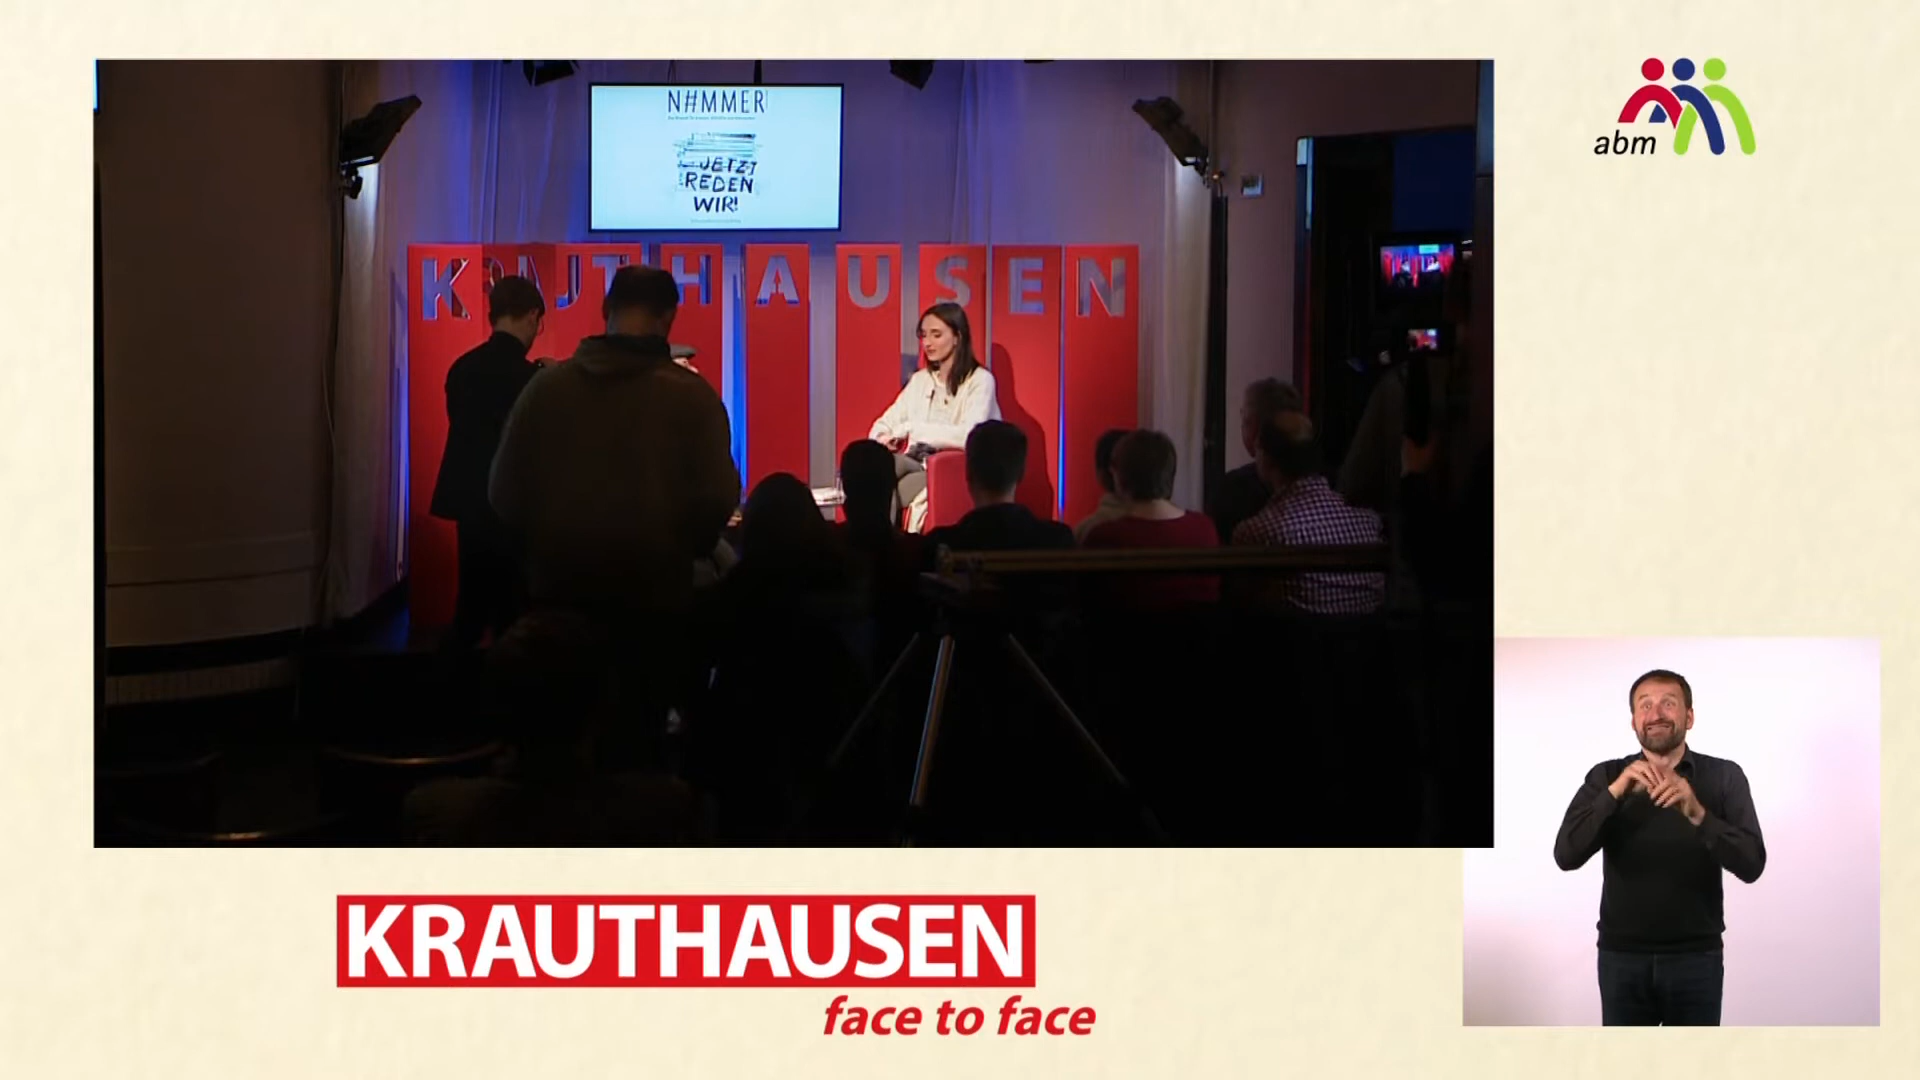 N#MMER
JETZT
REDEN
WIR!
KRAUTHAUSEN
abm
KRAUTHAUSEN
face to face